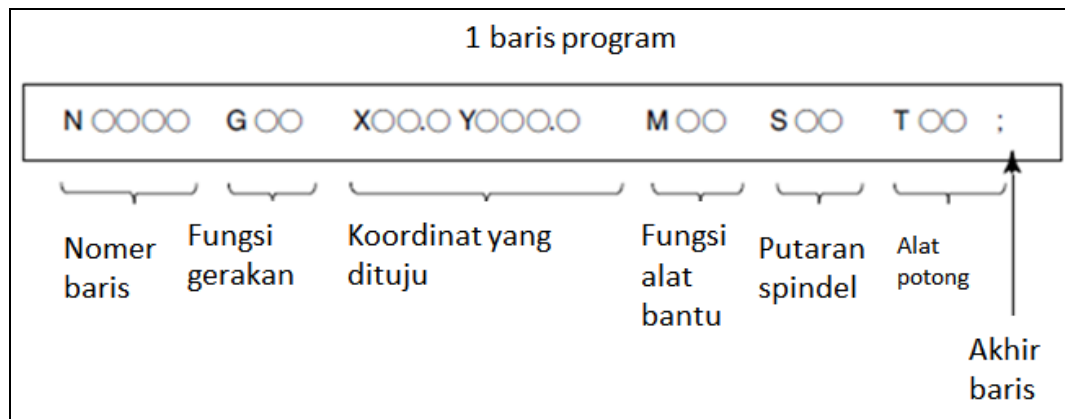 1 baris program
N ○○○○ G ○○ X○○.○ Y○○○.○ M ○○ S ○○ T ○○ ;
Nomer baris
Fungsi gerakan
Koordinat yang dituju
Fungsi alat bantu
Putaran spindel
Alat potong
Akhir baris